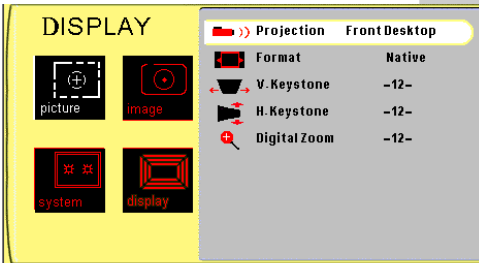 DISPLAY
picture
image
system
display
Projection Front Desktop
Format Native
V.Keystone -12-
H.Keystone -12-
Digital Zoom -12-